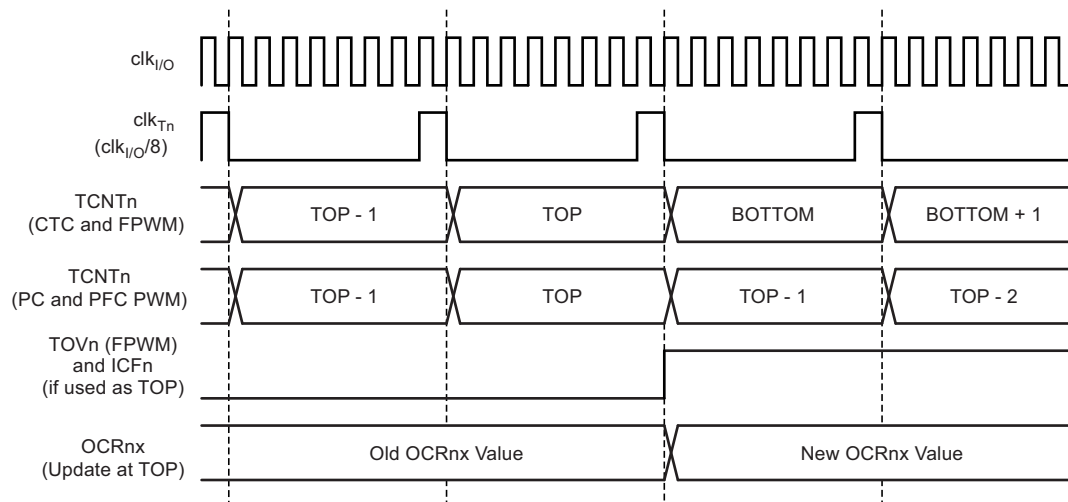 clkI/O
clkTn
(clkI/O/8)
TCNTn
(CTC and FPWM)
TOP - 1
TOP
BOTTOM
BOTTOM + 1
TCNTn
(PC and PFC PWM)
TOP - 1
TOP
TOP - 1
TOP - 2
TOVn (FPWM)
and ICFn
(if used as TOP)
OCRnx
(Update at TOP)
Old OCRnx Value
New OCRnx Value